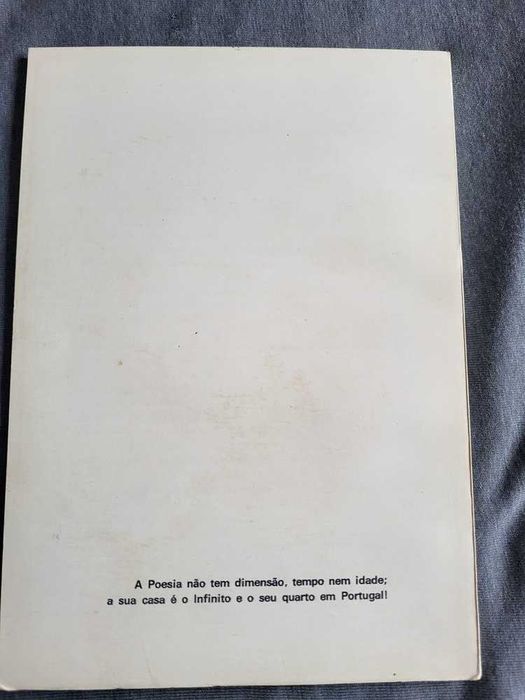 A Poesia não tem dimensão, tempo nem idade;
a sua casa é o Infinito e o seu quarto em Portugal!